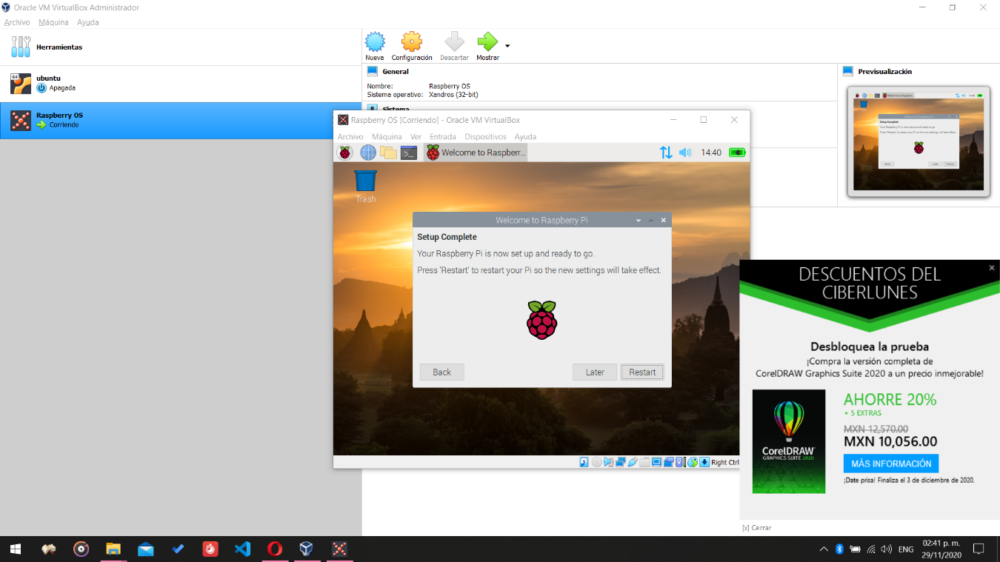 Oracle VM VirtualBox Administrador
Archivo Máquina Ayuda
Herramientas
64
ubuntu
Apagada
Raspberry OS
Corriendo
Nueva Configuración Descartar Mostrar
General
Nombre: Raspberry OS
Sistema operativo: Xandros (32-bit)
Sistema
Previsualización
Raspberry OS [Corriendo] - Oracle VM VirtualBox
Archivo Máquina Ver Entrada Dispositivos Ayuda
>_ Welcome to Raspberr... 14:40
Trash
Welcome to Raspberry Pi
Setup Complete
Your Raspberry Pi is now set up and ready to go.
Press 'Restart' to restart your Pi so the new settings will take effect.
Back Later Restart
Right Ctrl
DESCUENTOS DEL
CIBERLUNES
Desbloquea la prueba
¡Compra la versión completa de
CorelDRAW Graphics Suite 2020 a un precio inmejorable!
CorelDRAW
GRAPHICS SUITE 2020
AHORRE 20%
+ 5 EXTRAS
MXN 12,570.00
MXN 10,056.00
MÁS INFORMACIÓN
¡Date prisa! Finaliza el 3 de diciembre de 2020.
[x] Cerrar
ENG
02:41 p. m.
29/11/2020